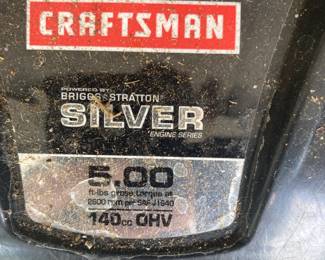 CRAFTSMAN
POWERED BY:
BRIGGS & STRATTON
SILVER
ENGINE SERIES
5.00
ft-lbs gross torque at
2600 rpm per SAE J1940
140cc OHV